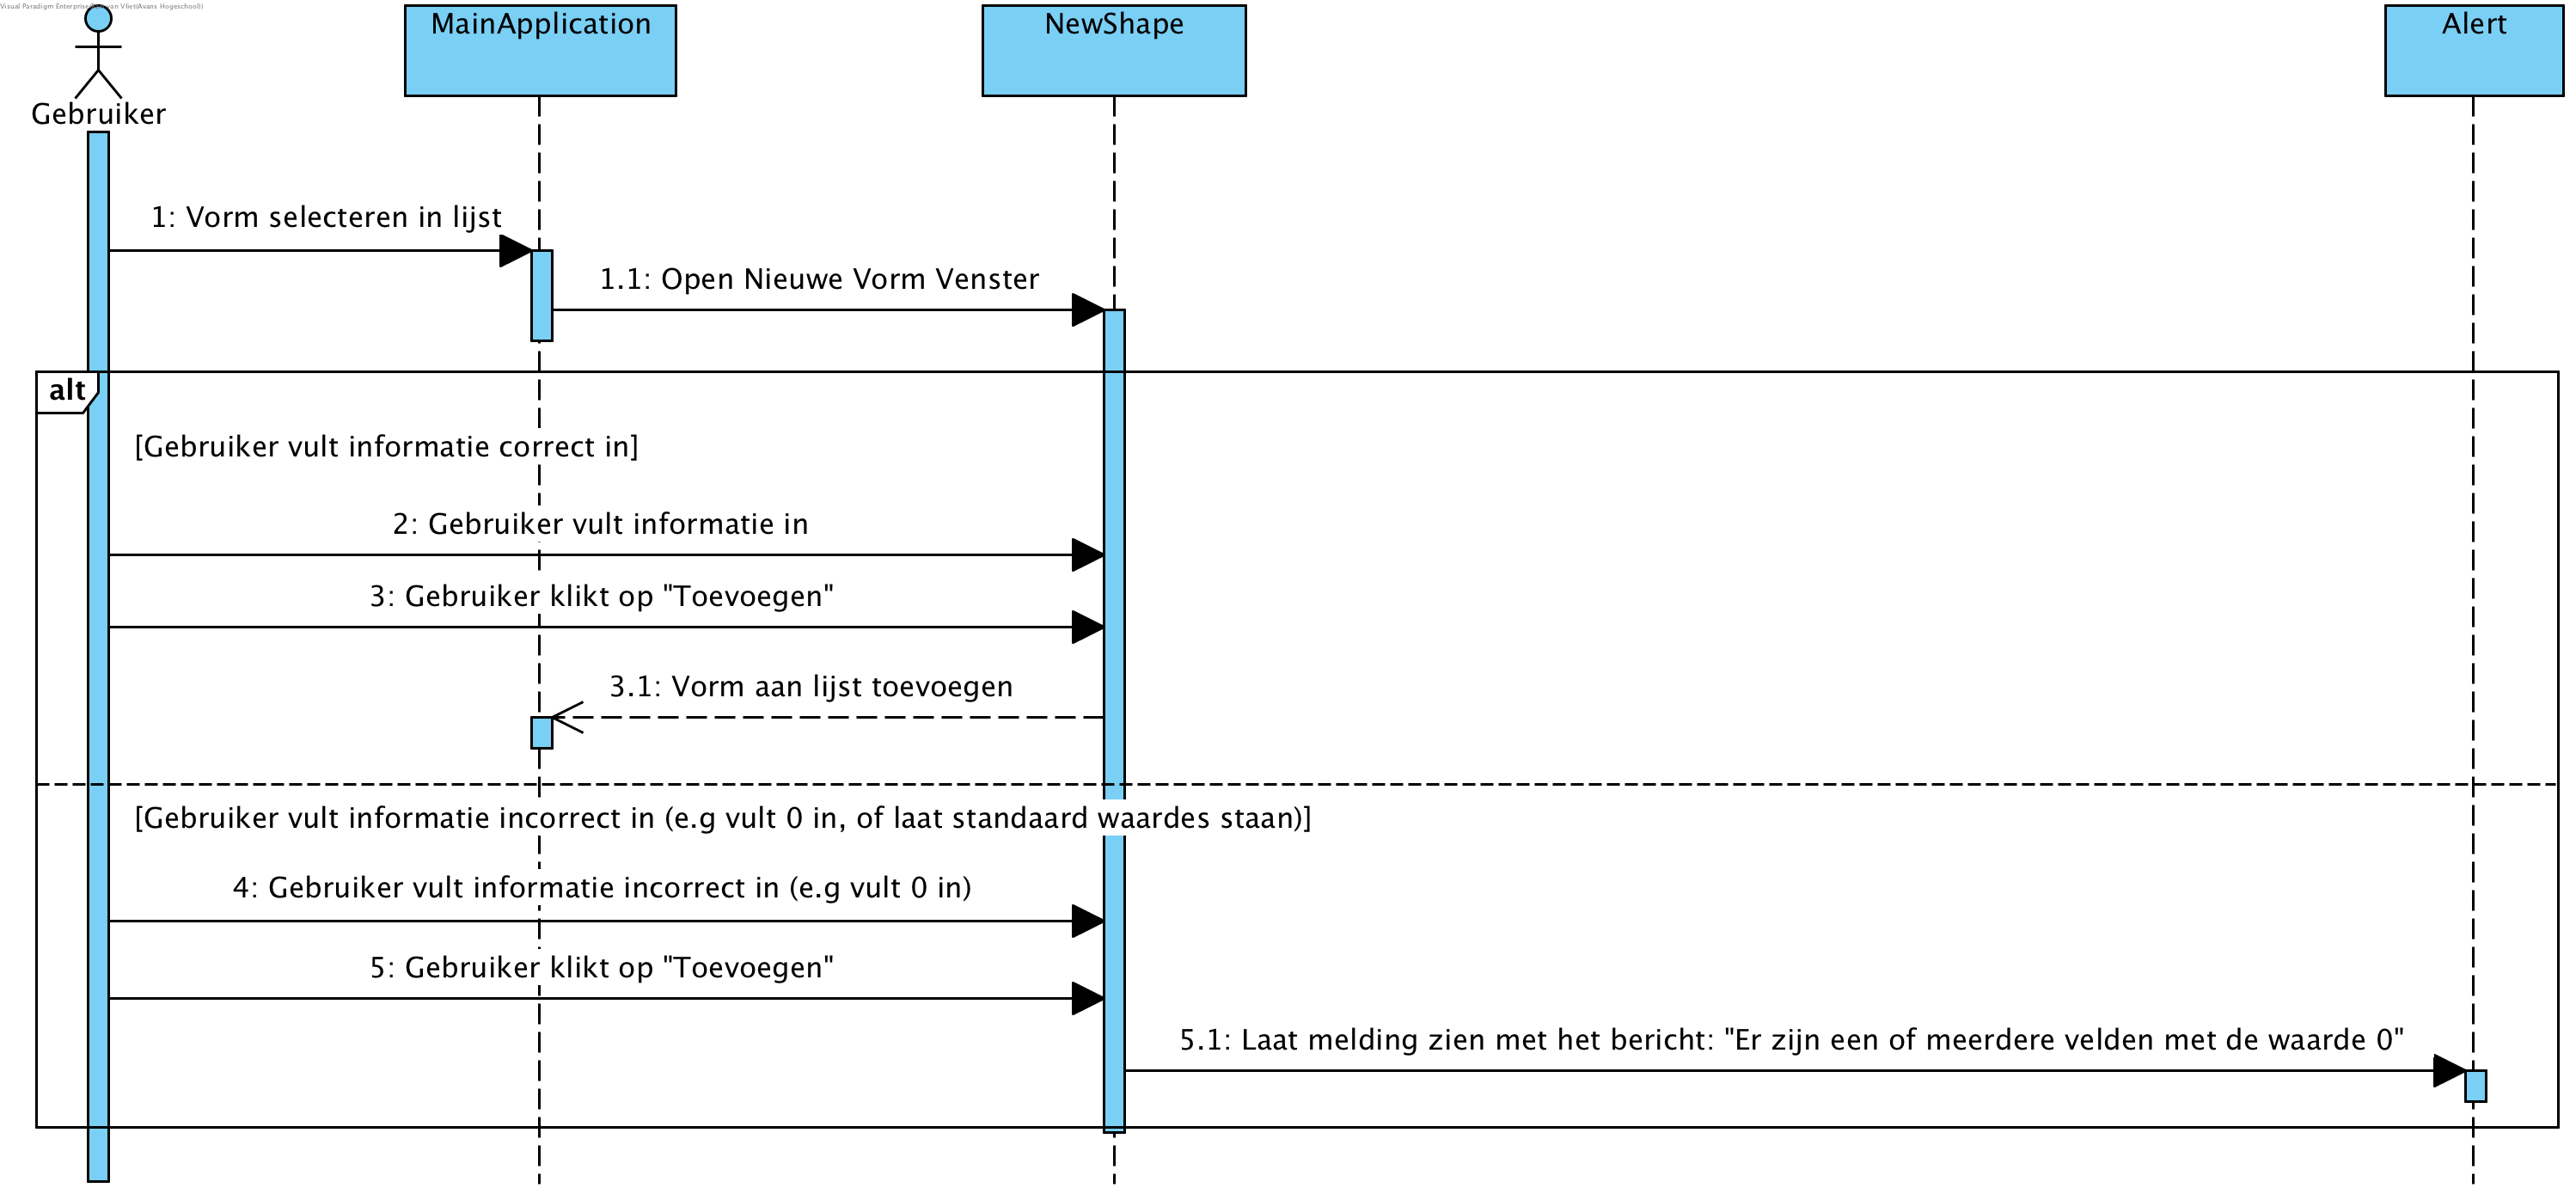 Visual Paradigm Enterprise van Vliet(Avans Hogeschool)
MainApplication
NewShape
Alert
Gebruiker
1: Vorm selecteren in lijst
1.1: Open Nieuwe Vorm Venster
alt
[Gebruiker vult informatie correct in]
2: Gebruiker vult informatie in
3: Gebruiker klikt op "Toevoegen"
3.1: Vorm aan lijst toevoegen
[Gebruiker vult informatie incorrect in (e.g vult 0 in, of laat standaard waardes staan)]
4: Gebruiker vult informatie incorrect in (e.g vult 0 in)
5: Gebruiker klikt op "Toevoegen"
5.1: Laat melding zien met het bericht: "Er zijn een of meerdere velden met de waarde 0"